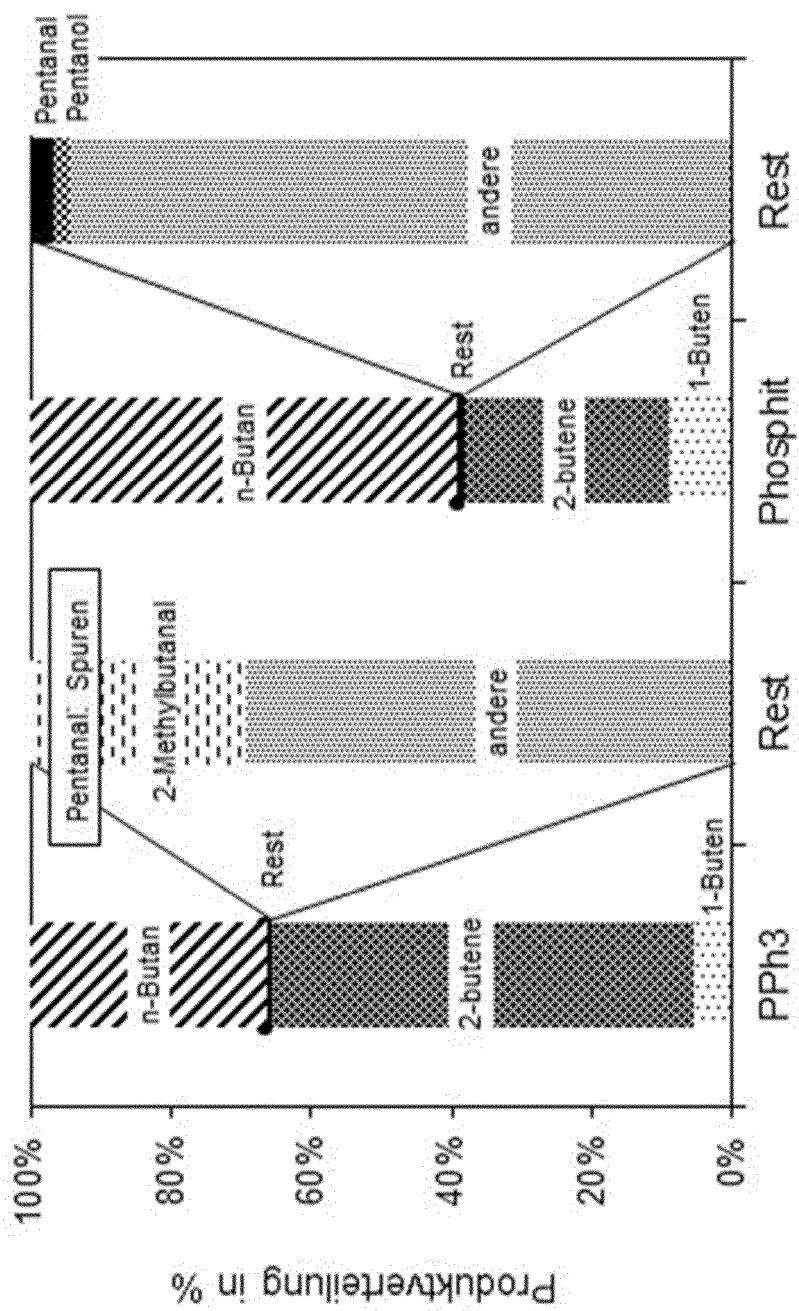 Produktverteilung in %
100%
80%
60%
40%
20%
0%
n-Butan
Rest
2-butene
1-Buten
PPh3
Pentanal: Spuren
2-Methylbutanal
andere
Rest
n-Butan
Rest
2-butene
1-Buten
Phosphit
Pentanal
Pentanol
andere
Rest